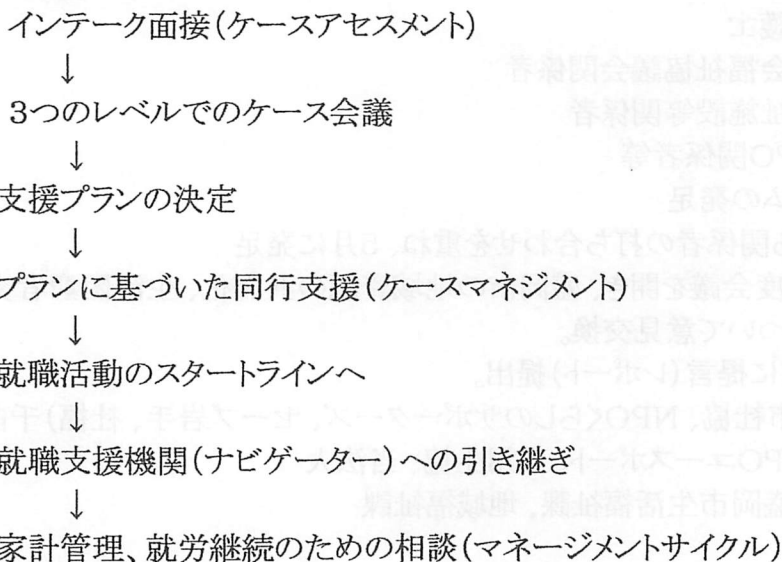 インテーク面接(ケースアセスメント)
↓
3つのレベルでのケース会議
↓
支援プランの決定
↓
プランに基づいた同行支援(ケースマネジメント)
↓
就職活動のスタートラインへ
↓
就職支援機関(ナビゲーター)への引き継ぎ
↓
家計管理、就労継続のための相談(マネージメントサイクル)